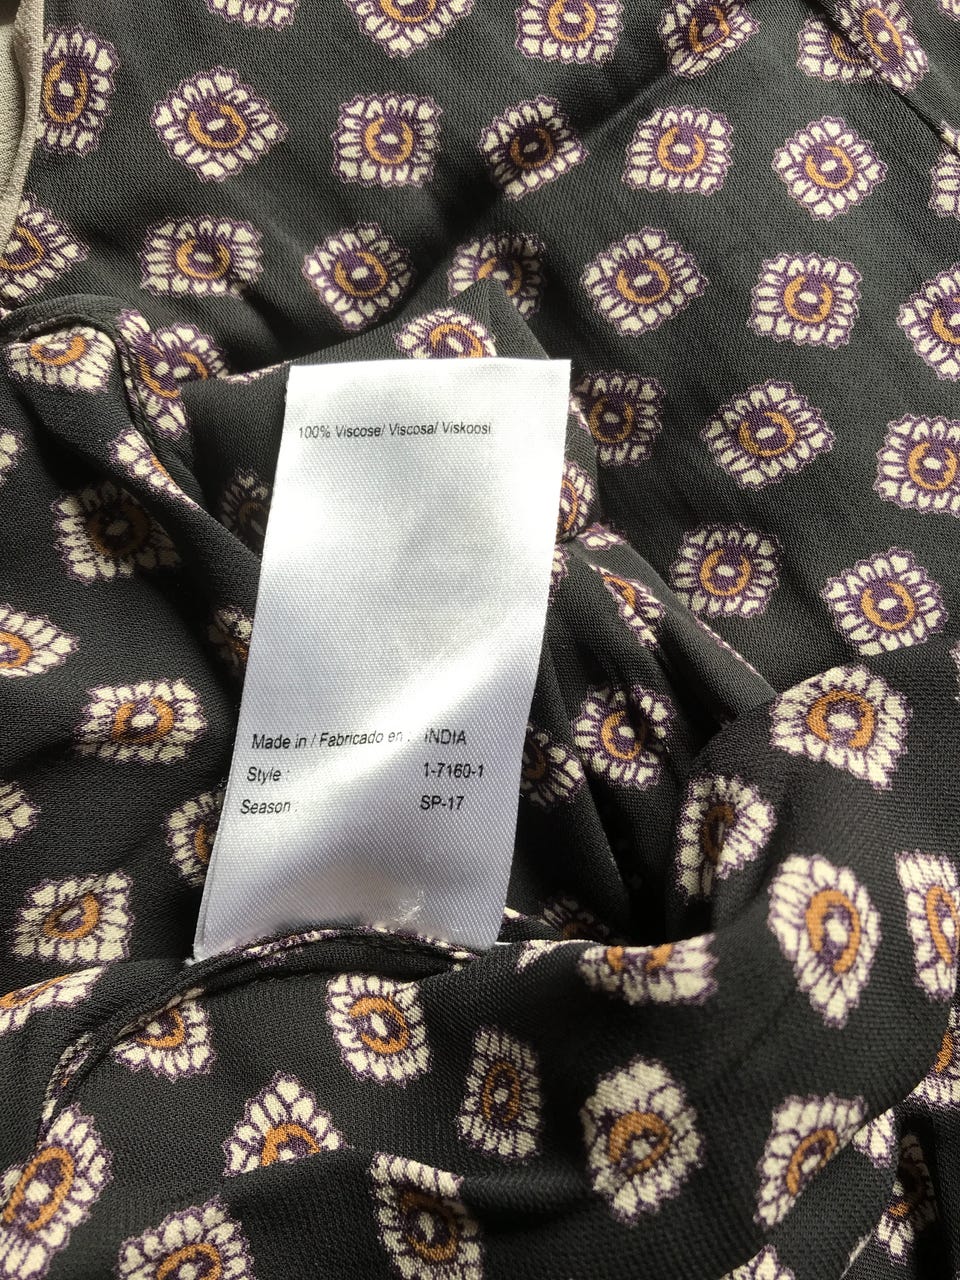 100% Viscose/ Viscosa/ Viskoosi
Made in / Fabricado en : INDIA
Style : 1-7160-1
Season : SP-17